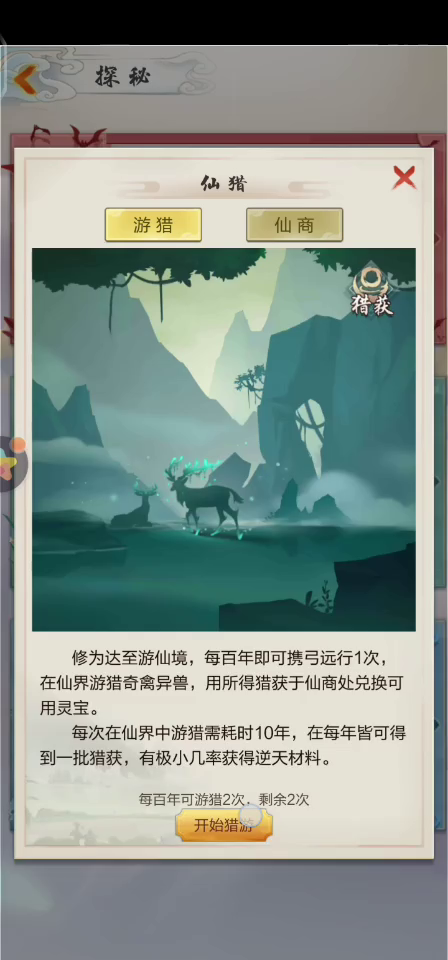 探秘
仙猎
游猎
仙商
猎获
修为达至游仙境，每百年即可携弓远行1次，
在仙界游猎奇禽异兽，用所得猎获于仙商处兑换可
用灵宝。
每次在仙界中游猎需耗时10年，在每年皆可得
到一批猎获，有极小几率获得逆天材料。
每百年可游猎2次，剩余2次
开始猎游